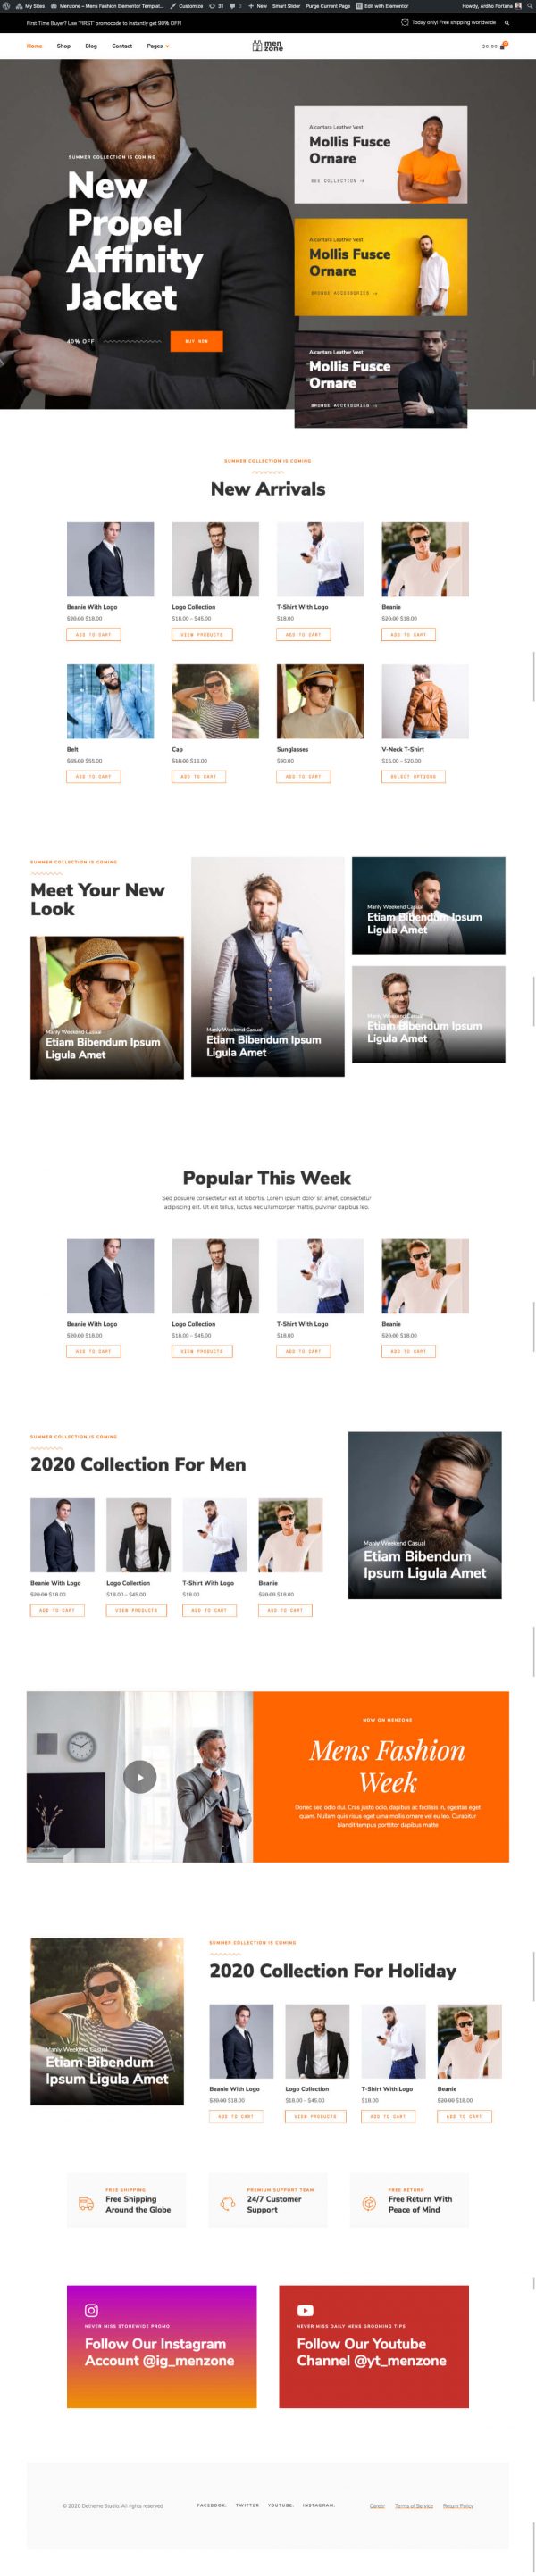 My Sites Menzone – Mens Fashion Elementor Templat... Customize 31 0 New Smart Slider Purge Current Page Edit with Elementor Howdy, Ardho Fortana
First Time Buyer? Use 'FIRST' promocode to instantly get 90% OFF! Today only! Free shipping worldwide
Home Shop Blog Contact Pages men zone $0.00 0
SUMMER COLLECTION IS COMING
New
Propel
Affinity
Jacket
40% OFF BUY NOW
Alcantara Leather Vest
Mollis Fusce
Ornare
SEE COLLECTION →
Alcantara Leather Vest
Mollis Fusce
Ornare
BROWSE ACCESSORIES →
Alcantara Leather Vest
Mollis Fusce
Ornare
BROWSE ACCESSORIES →
SUMMER COLLECTION IS COMING
New Arrivals
Beanie With Logo Logo Collection T-Shirt With Logo Beanie
$20.00 $18.00 $18.00 – $45.00 $18.00 $20.00 $18.00
ADD TO CART VIEW PRODUCTS ADD TO CART ADD TO CART
Belt Cap Sunglasses V-Neck T-Shirt
$65.00 $55.00 $18.00 $16.00 $90.00 $15.00 – $20.00
ADD TO CART ADD TO CART ADD TO CART SELECT OPTIONS
SUMMER COLLECTION IS COMING
Meet Your New
Look
Manly Weekend Casual
Etiam Bibendum Ipsum
Ligula Amet
Manly Weekend Casual
Etiam Bibendum Ipsum
Ligula Amet
Manly Weekend Casual
Etiam Bibendum Ipsum
Ligula Amet
Manly Weekend Casual
Etiam Bibendum Ipsum
Ligula Amet
Popular This Week
Sed posuere consectetur est at lobortis. Lorem ipsum dolor sit amet, consectetur
adipiscing elit. Ut elit tellus, luctus nec ullamcorper mattis, pulvinar dapibus leo.
Beanie With Logo Logo Collection T-Shirt With Logo Beanie
$20.00 $18.00 $18.00 – $45.00 $18.00 $20.00 $18.00
ADD TO CART VIEW PRODUCTS ADD TO CART ADD TO CART
SUMMER COLLECTION IS COMING
2020 Collection For Men
Beanie With Logo Logo Collection T-Shirt With Logo Beanie
$20.00 $18.00 $18.00 – $45.00 $18.00 $20.00 $18.00
ADD TO CART VIEW PRODUCTS ADD TO CART ADD TO CART
Manly Weekend Casual
Etiam Bibendum
Ipsum Ligula Amet
NOW ON MENZONE
Mens Fashion
Week
Donec sed odio dui. Cras justo odio, dapibus ac facilisis in, egestas eget
quam. Nullam quis risus eget urna mollis ornare vel eu leo. Curabitur
blandit tempus porttitor dapibus matte
Manly Weekend Casual
Etiam Bibendum
Ipsum Ligula Amet
SUMMER COLLECTION IS COMING
2020 Collection For Holiday
Beanie With Logo Logo Collection T-Shirt With Logo Beanie
$20.00 $18.00 $18.00 – $45.00 $18.00 $20.00 $18.00
ADD TO CART VIEW PRODUCTS ADD TO CART ADD TO CART
FREE SHIPPING
Free Shipping
Around the Globe
PREMIUM SUPPORT TEAM
24/7 Customer
Support
FREE RETURN
Free Return With
Peace of Mind
NEVER MISS STOREWIDE PROMO
Follow Our Instagram
Account @ig_menzone
NEVER MISS DAILY MENS GROOMING TIPS
Follow Our Youtube
Channel @yt_menzone
© 2020 Detheme Studio. All rights reserved FACEBOOK. TWITTER YOUTUBE. INSTAGRAM. Career Terms of Service Return Policy